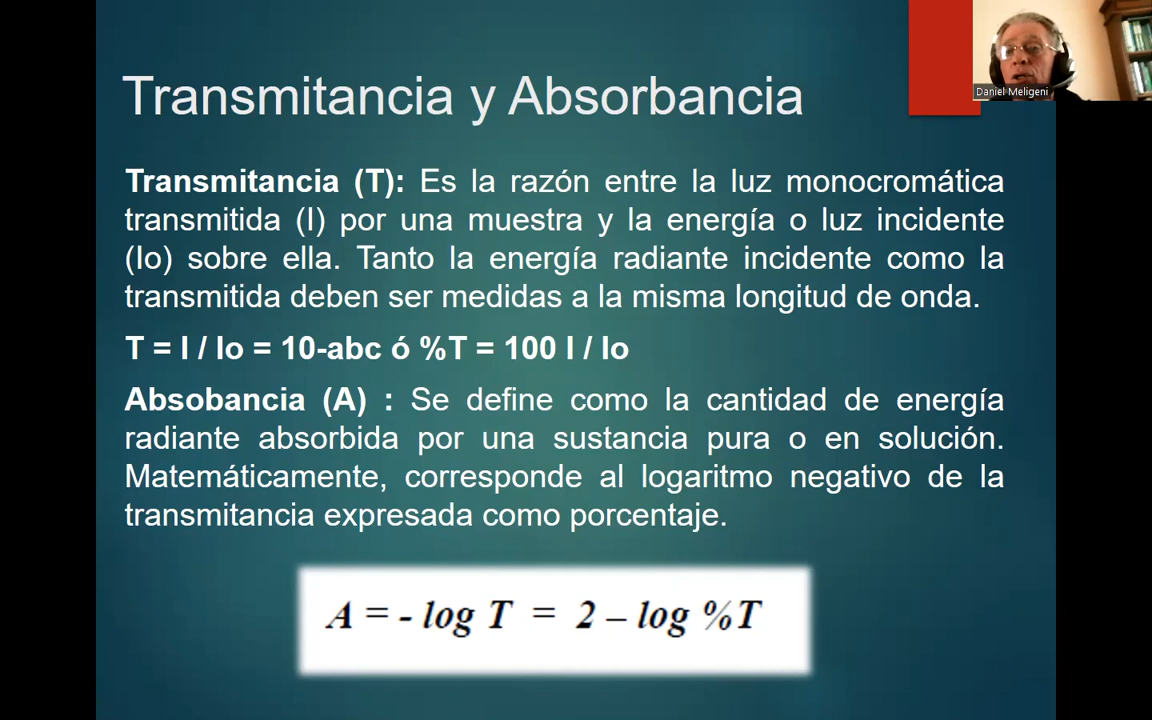 Transmitancia y Absorbancia
Daniel Meligeni
Transmitancia (T): Es la razón entre la luz monocromática
transmitida (I) por una muestra y la energía o luz incidente
(Io) sobre ella. Tanto la energía radiante incidente como la
transmitida deben ser medidas a la misma longitud de onda.
T = I / Io = 10-abc ó %T = 100 I / Io
Absobancia (A) : Se define como la cantidad de energía
radiante absorbida por una sustancia pura o en solución.
Matemáticamente, corresponde al logaritmo negativo de la
transmitancia expresada como porcentaje.
A = - log T = 2 – log %T